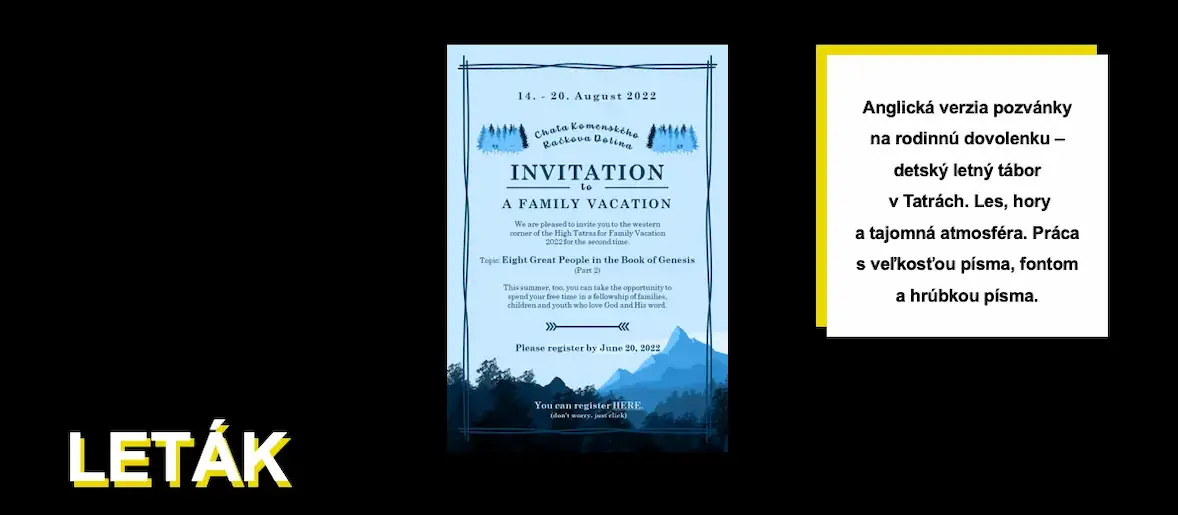 14. - 20. August 2022
Chata Komenského
Račkova Dolina
INVITATION
to
A FAMILY VACATION
We are pleased to invite you to the western
corner of the High Tatras for Family Vacation
2022 for the second time.
Topic: Eight Great People in the Book of Genesis
(Part 2)
This summer, too, you can take the opportunity to
spend your free time in a fellowship of families,
children and youth who love God and His word.
Please register by June 20, 2022
You can register HERE.
(don't worry, just click)
Anglická verzia pozvánky
na rodinnú dovolenku –
detský letný tábor
v Tatrách. Les, hory
a tajomná atmosféra. Práca
s veľkosťou písma, fontom
a hrúbkou písma.
LETÁK